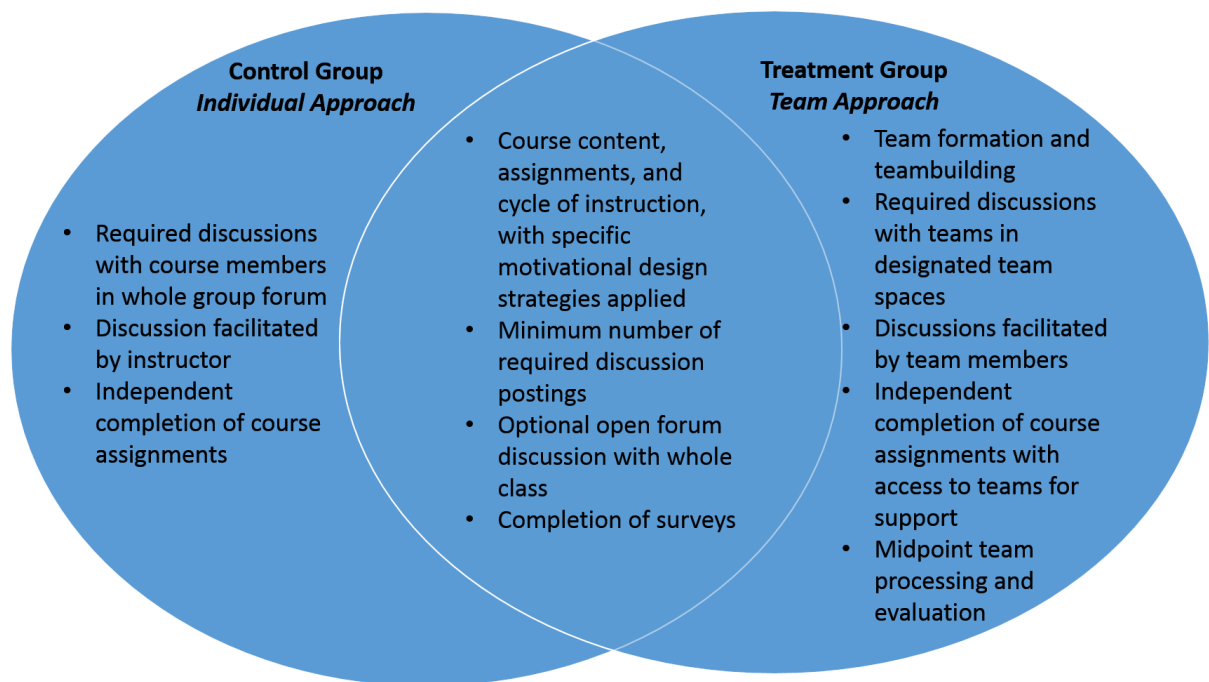 Control Group
Individual Approach
• Required discussions
with course members
in whole group forum
• Discussion facilitated
by instructor
• Independent
completion of course
assignments
• Course content,
assignments, and
cycle of instruction,
with specific
motivational design
strategies applied
• Minimum number of
required discussion
postings
• Optional open forum
discussion with whole
class
• Completion of surveys
Treatment Group
Team Approach
• Team formation and
teambuilding
• Required discussions
with teams in
designated team
spaces
• Discussions facilitated
by team members
• Independent
completion of course
assignments with
access to teams for
support
• Midpoint team
processing and
evaluation